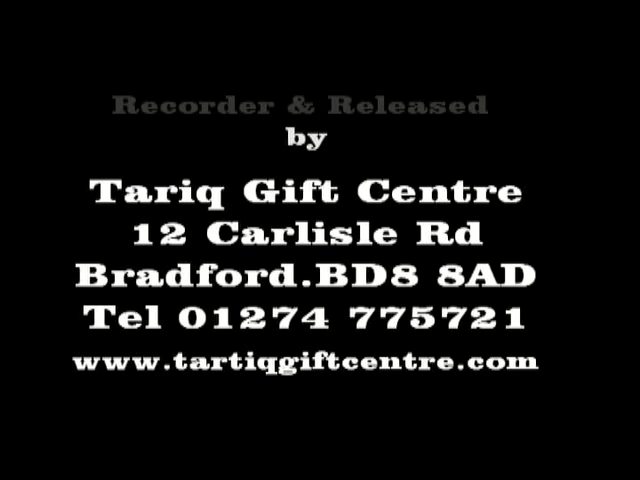 Recorder & Released
by
Tariq Gift Centre
12 Carlisle Rd
Bradford.BD8 8AD
Tel 01274 775721
www.tartiqgiftcentre.com